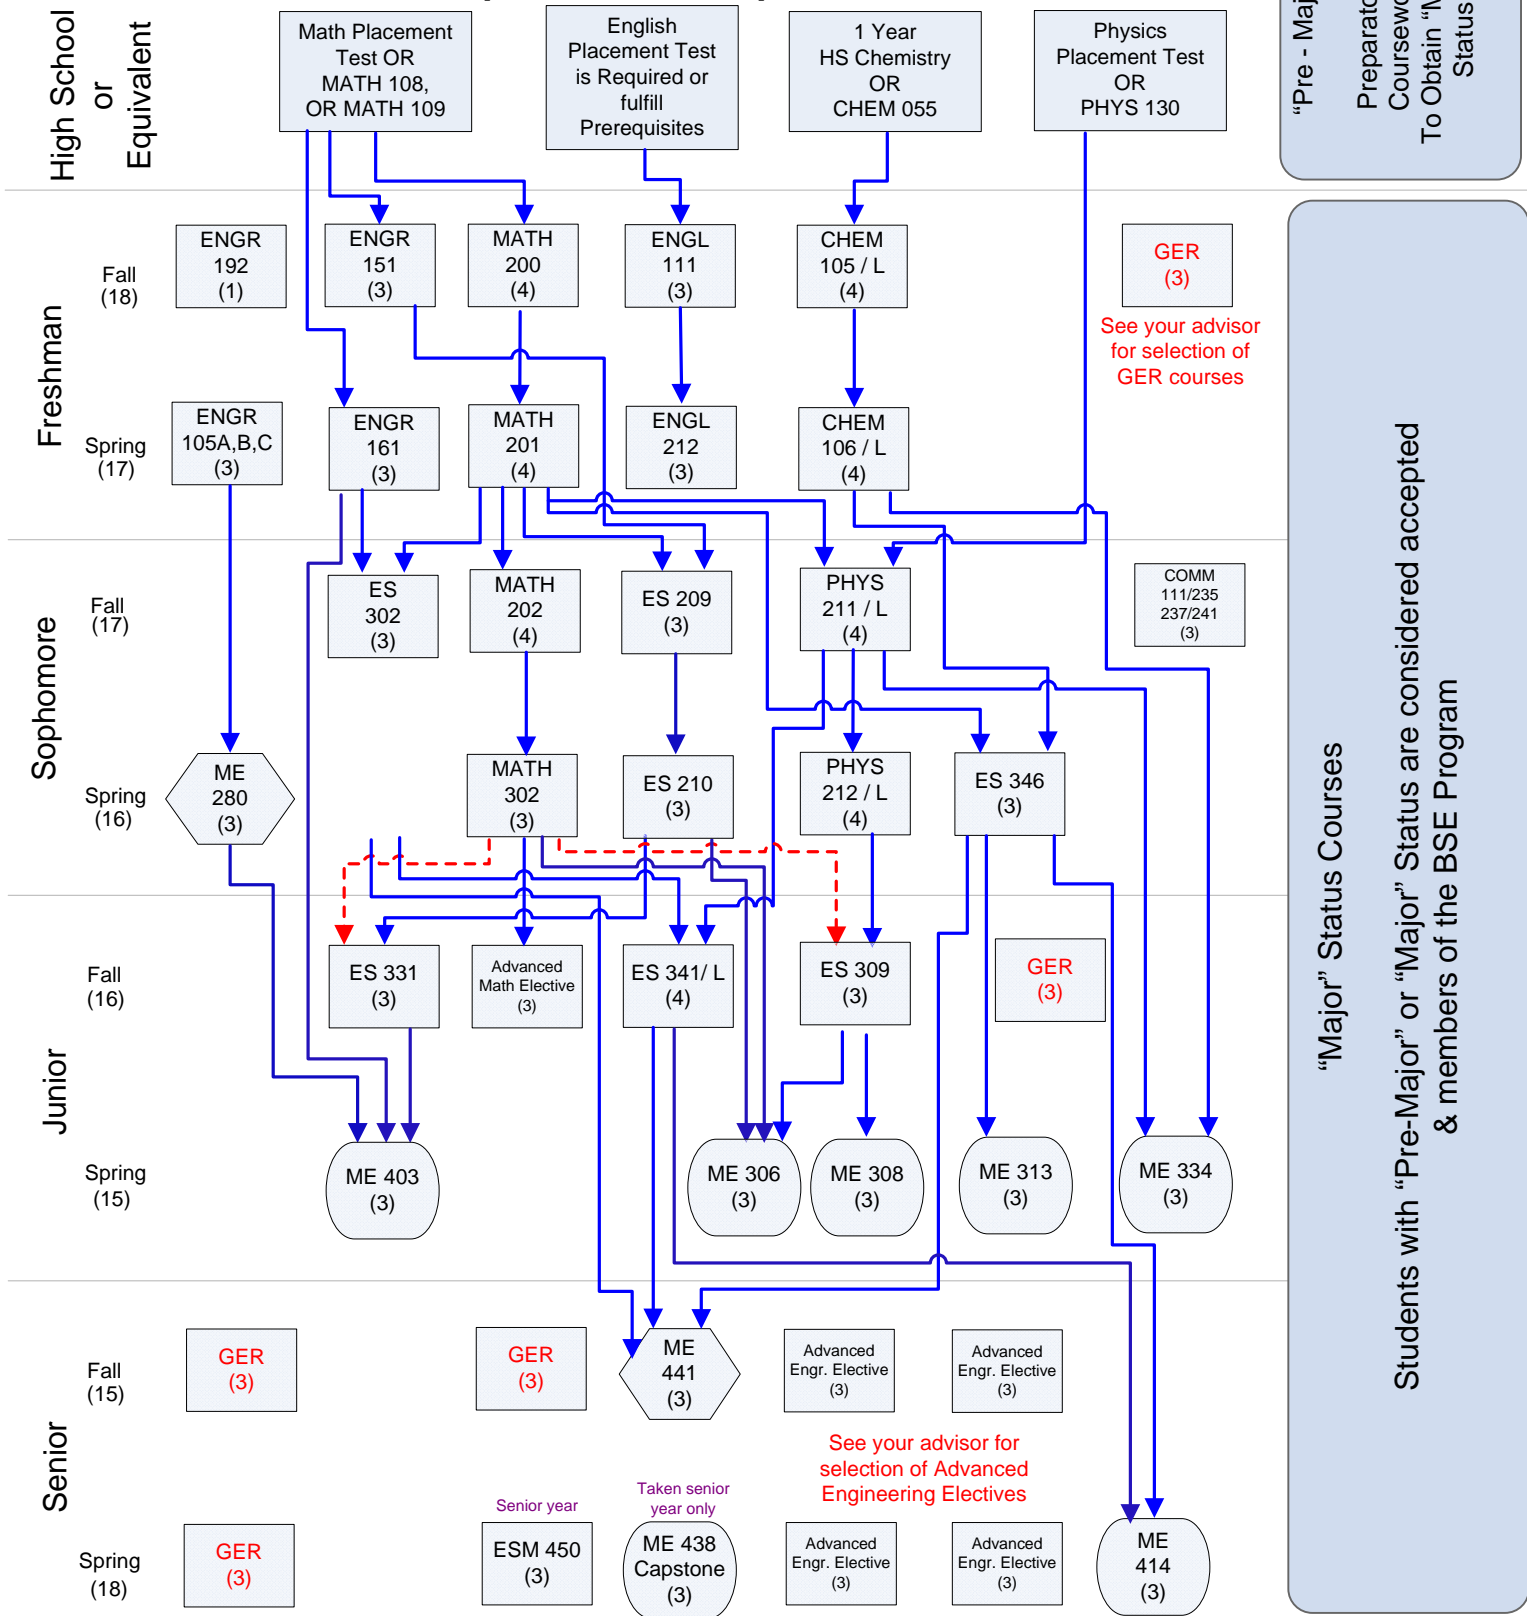 High School
or
Equivalent
Math Placement
Test OR
MATH 108,
OR MATH 109
English
Placement Test
is Required or
fulfill
Prerequisites
1 Year
HS Chemistry
OR
CHEM 055
Physics
Placement Test
OR
PHYS 130
"Pre - Maj
Preparato
Coursewo
To Obtain "M
Status
Freshman
Fall
(18)
ENGR
192
(1)
ENGR
151
(3)
MATH
200
(4)
ENGL
111
(3)
CHEM
105 / L
(4)
GER
(3)
See your advisor
for selection of
GER courses
Spring
(17)
ENGR
105A,B,C
(3)
ENGR
161
(3)
MATH
201
(4)
ENGL
212
(3)
CHEM
106 / L
(4)
Sophomore
Fall
(17)
ES
302
(3)
MATH
202
(4)
ES 209
(3)
PHYS
211 / L
(4)
COMM
111/235
237/241
(3)
Spring
(16)
ME
280
(3)
MATH
302
(3)
ES 210
(3)
PHYS
212 / L
(4)
ES 346
(3)
Junior
Fall
(16)
ES 331
(3)
Advanced
Math Elective
(3)
ES 341/ L
(4)
ES 309
(3)
GER
(3)
Spring
(15)
ME 403
(3)
ME 306
(3)
ME 308
(3)
ME 313
(3)
ME 334
(3)
Senior
Fall
(15)
GER
(3)
GER
(3)
ME
441
(3)
Advanced
Engr. Elective
(3)
Advanced
Engr. Elective
(3)
See your advisor for
selection of Advanced
Engineering Electives
Spring
(18)
GER
(3)
Senior year
ESM 450
(3)
Taken senior
year only
ME 438
Capstone
(3)
Advanced
Engr. Elective
(3)
Advanced
Engr. Elective
(3)
ME
414
(3)
"Major" Status Courses
Students with "Pre-Major" or "Major" Status are considered accepted
& members of the BSE Program